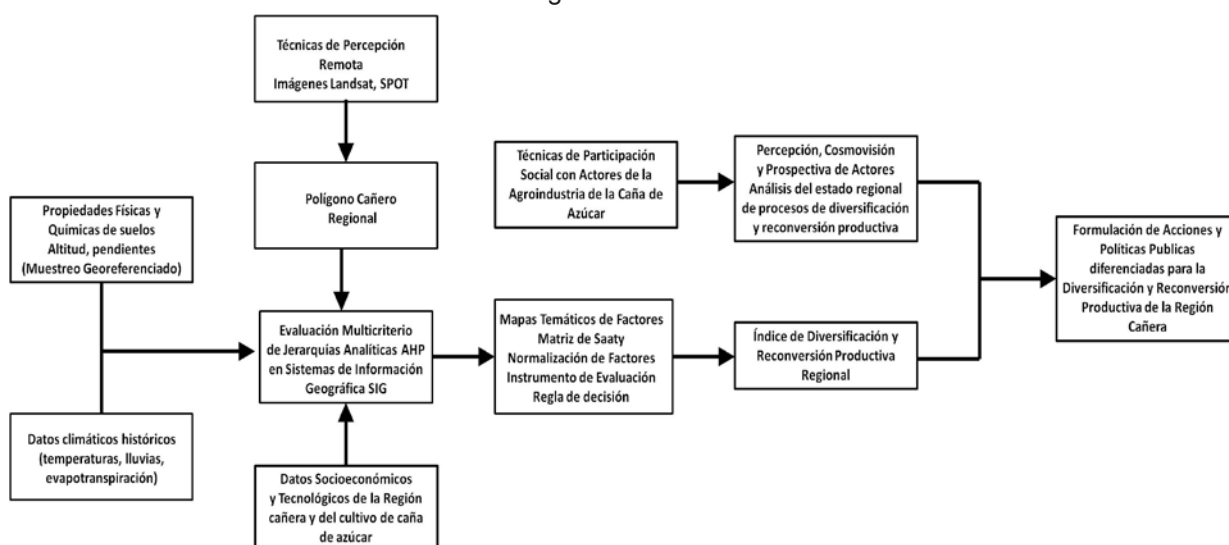 Técnicas de Percepción
Remota
Imágenes Landsat, SPOT
Polígono Cañero
Regional
Propiedades Físicas y
Químicas de suelos
Altitud, pendientes
(Muestreo Georeferenciado)
Datos climáticos históricos
(temperaturas, lluvias,
evapotranspiración)
Evaluación Multicriterio
de Jerarquías Analíticas AHP
en Sistemas de Información
Geográfica SIG
Datos Socioeconómicos
y Tecnológicos de la Región
cañera y del cultivo de caña
de azúcar
Técnicas de Participación
Social con Actores de la
Agroindustria de la Caña de
Azúcar
Percepción, Cosmovisión
y Prospectiva de Actores
Análisis del estado regional
de procesos de diversificación
y reconversión productiva
Mapas Temáticos de Factores
Matriz de Saaty
Normalización de Factores
Instrumento de Evaluación
Regla de decisión
Índice de Diversificación y
Reconversión Productiva
Regional
Formulación de Acciones y
Políticas Publicas
diferenciadas para la
Diversificación y Reconversión
Productiva de la Región
Cañera